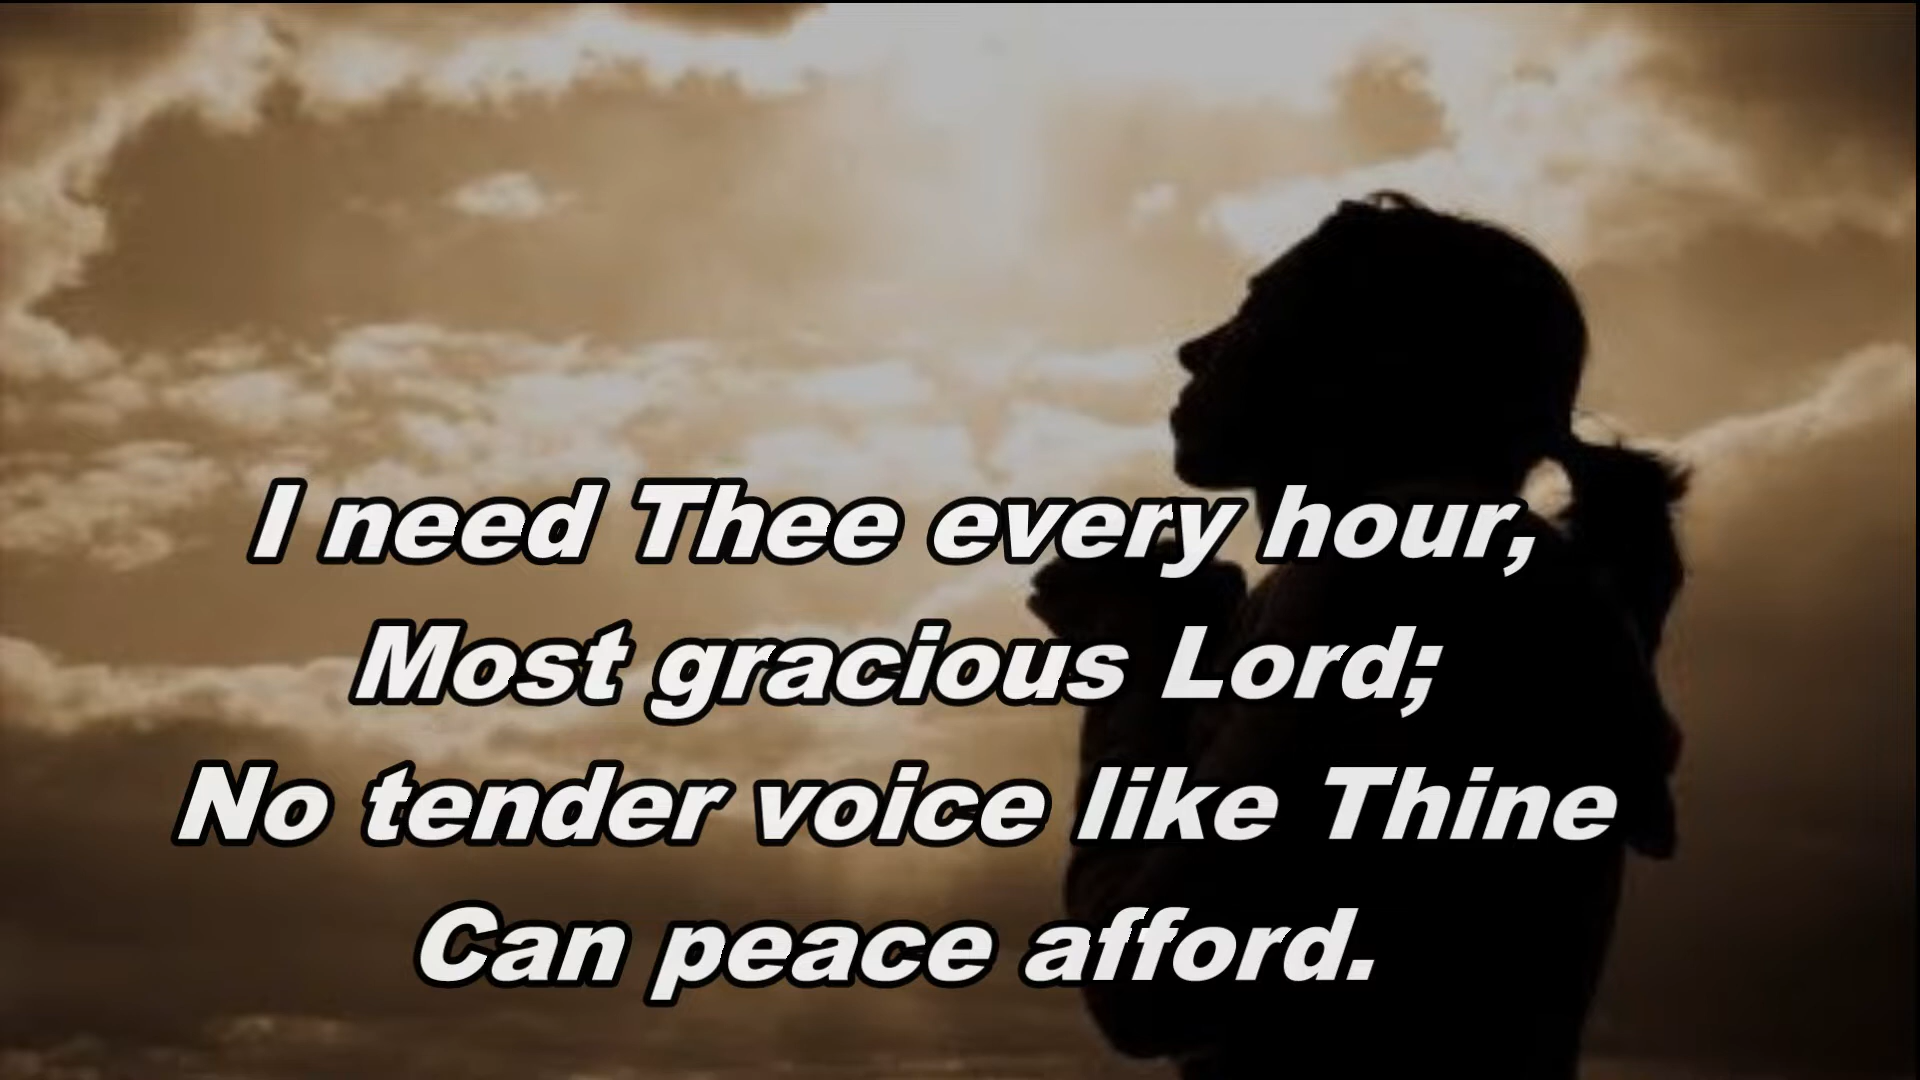 I need Thee every hour,
Most gracious Lord;
No tender voice like Thine
Can peace afford.